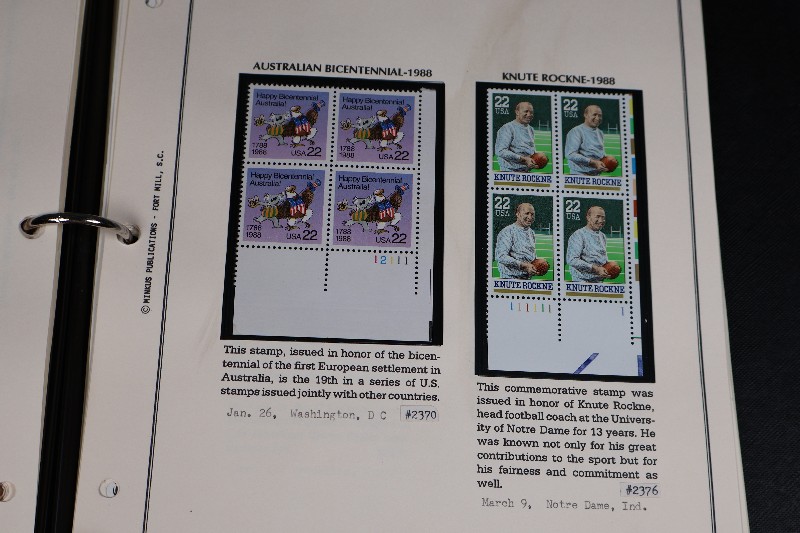 © MINKUS PUBLICATIONS - FORT MILL, S.C.
AUSTRALIAN BICENTENNIAL-1988
Happy Bicentennial
Australia!
1788
1988
USA 22
Happy Bicentennial
Australia!
1788
1988
USA 22
Happy Bicentennial
Australia!
1788
1988
USA 22
Happy Bicentennial
Australia!
1788
1988
USA 22
12111
This stamp, issued in honor of the bicen-
tennial of the first European settlement in
Australia, is the 19th in a series of U.S.
stamps issued jointly with other countries.
Jan. 26, Washington, D C #2370
KNUTE ROCKNE-1988
22
USA
KNUTE ROCKNE
22
USA
KNUTE ROCKNE
22
USA
KNUTE ROCKNE
22
USA
KNUTE ROCKNE
111111 1
This commemorative stamp was
issued in honor of Knute Rockne,
head football coach at the Univers-
ity of Notre Dame for 13 years. He
was known not only for his great
contributions to the sport but for
his fairness and commitment as
well.
#2376
March 9, Notre Dame, Ind.